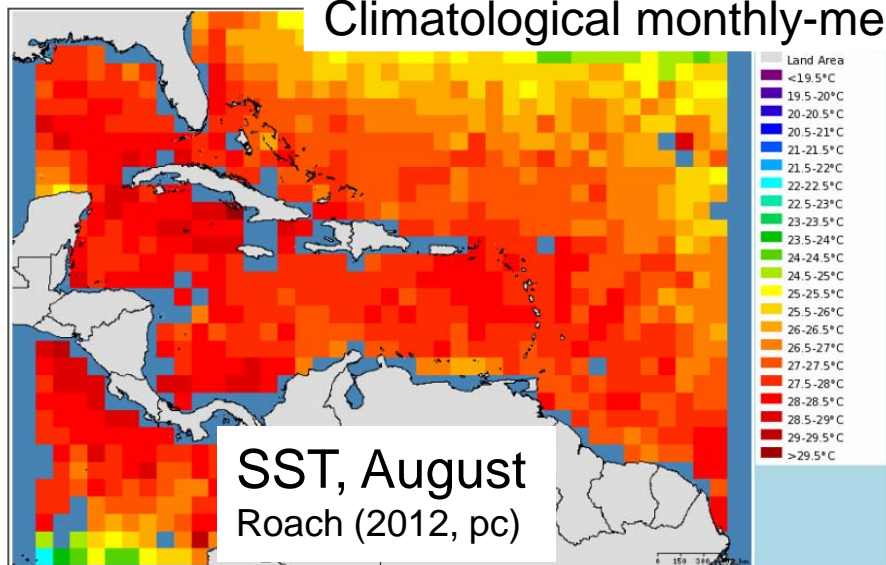 Climatological monthly-me
Land Area
<19.5°C
19.5-20°C
20-20.5°C
20.5-21°C
21-21.5°C
21.5-22°C
22-22.5°C
22.5-23°C
23-23.5°C
23.5-24°C
24-24.5°C
24.5-25°C
25-25.5°C
25.5-26°C
26-26.5°C
26.5-27°C
27-27.5°C
27.5-28°C
28-28.5°C
28.5-29°C
29-29.5°C
>29.5°C
SST, August
Roach (2012, pc)
0 150 300